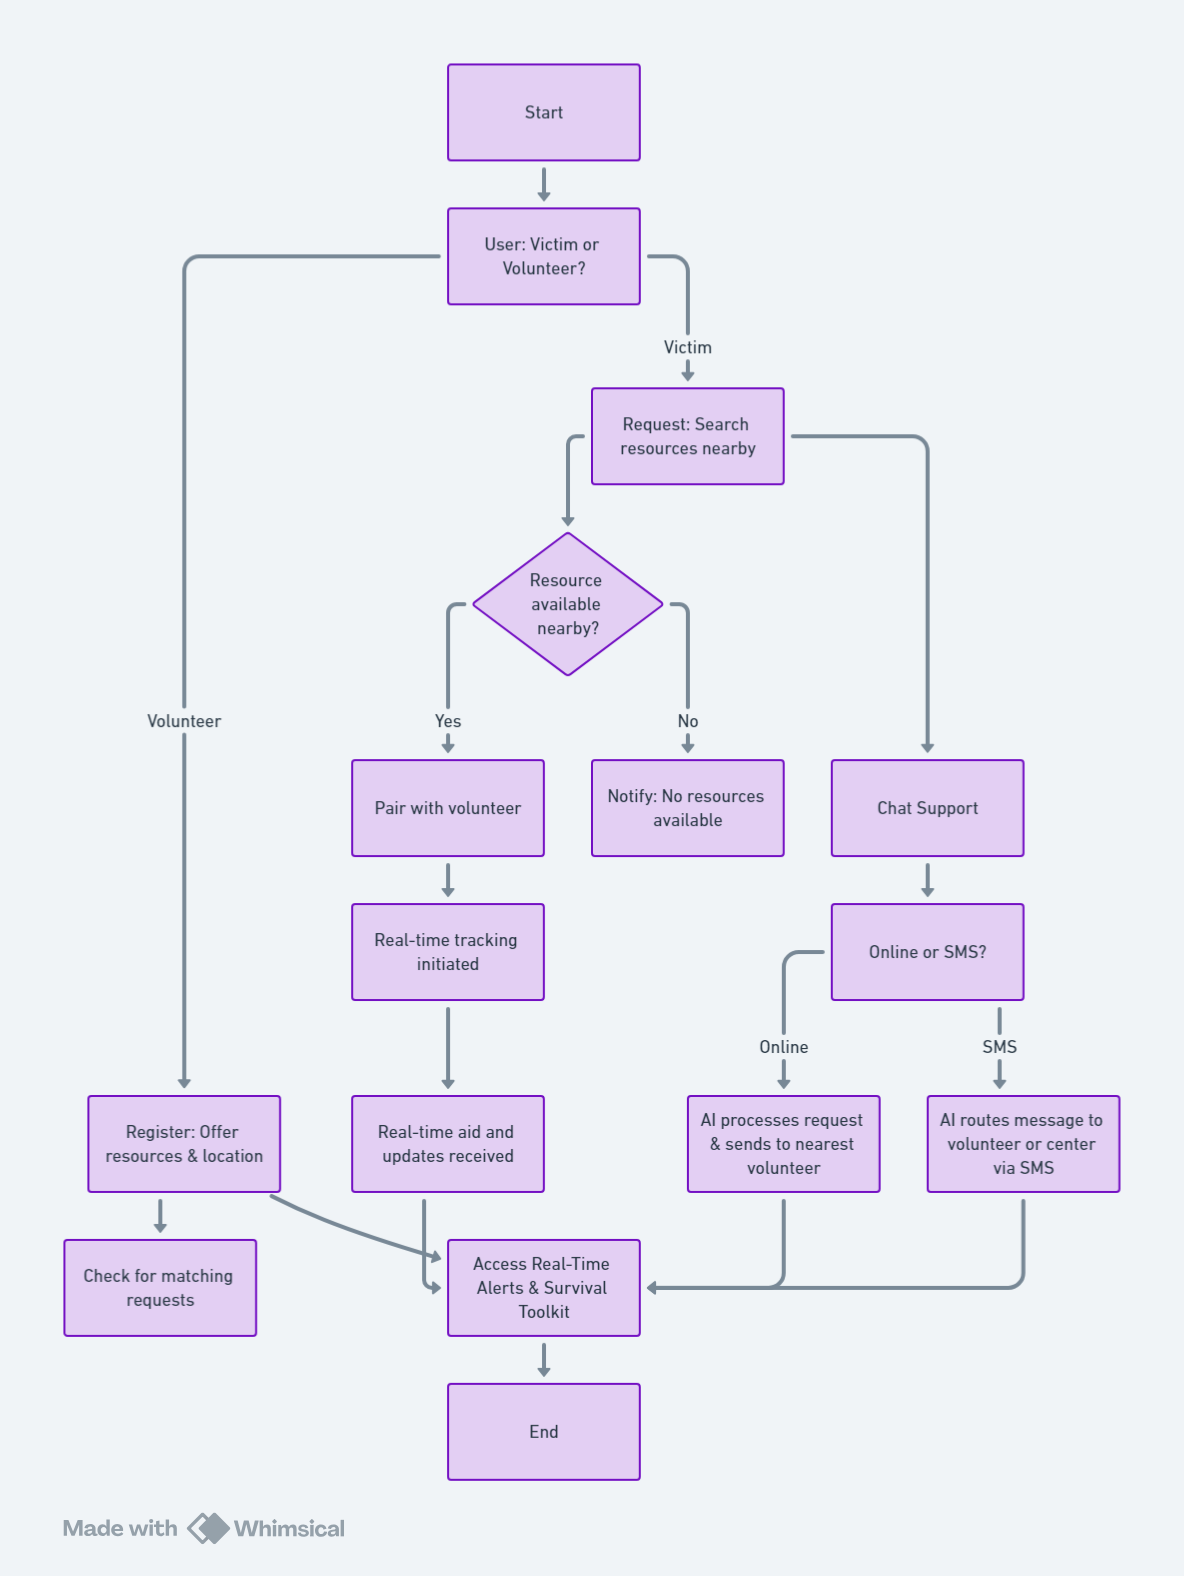 Start
User: Victim or
Volunteer?
Victim
Request: Search
resources nearby
Resource
available
nearby?
Volunteer
Yes
No
Pair with volunteer
Notify: No resources
available
Chat Support
Real-time tracking
initiated
Online or SMS?
Online
SMS
Register: Offer
resources & location
Real-time aid and
updates received
AI processes request
& sends to nearest
volunteer
AI routes message to
volunteer or center
via SMS
Check for matching
requests
Access Real-Time
Alerts & Survival
Toolkit
End
Made with Whimsical